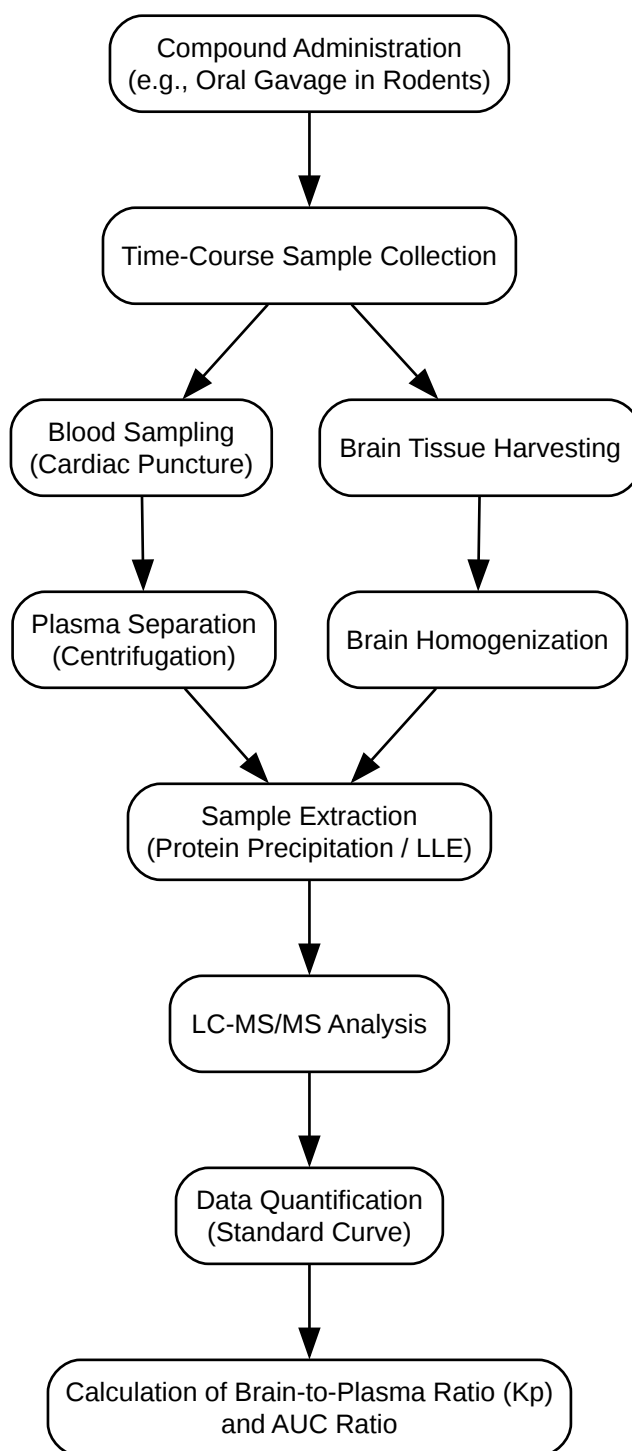 Compound Administration
(e.g., Oral Gavage in Rodents)
Time-Course Sample Collection
Blood Sampling
(Cardiac Puncture)
Brain Tissue Harvesting
Plasma Separation
(Centrifugation)
Brain Homogenization
Sample Extraction
(Protein Precipitation / LLE)
LC-MS/MS Analysis
Data Quantification
(Standard Curve)
Calculation of Brain-to-Plasma Ratio (Kp)
and AUC Ratio